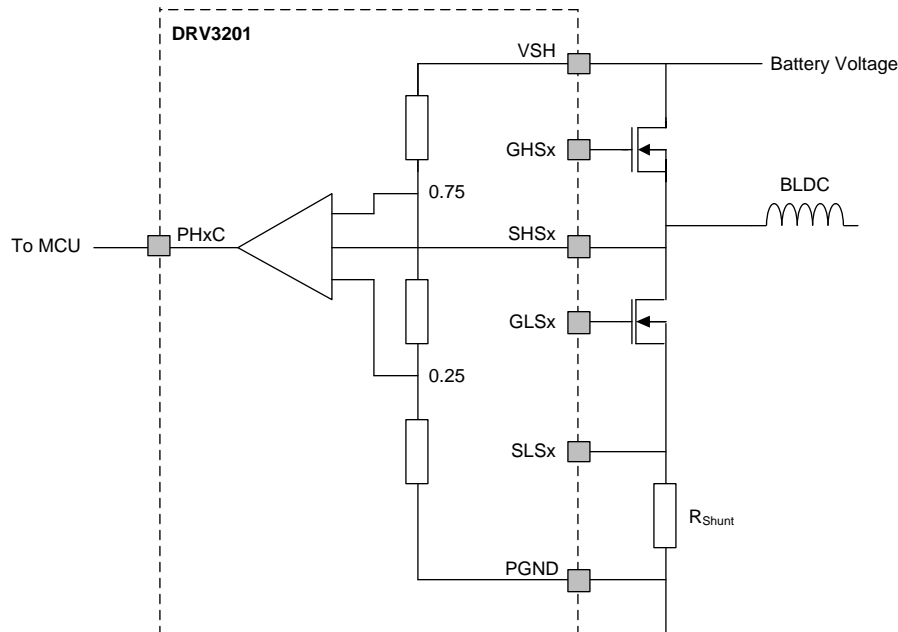 DRV3201
VSH
Battery Voltage
GHSx
BLDC
0.75
To MCU
PHxC
SHSx
GLSx
0.25
SLSx
RShunt
PGND